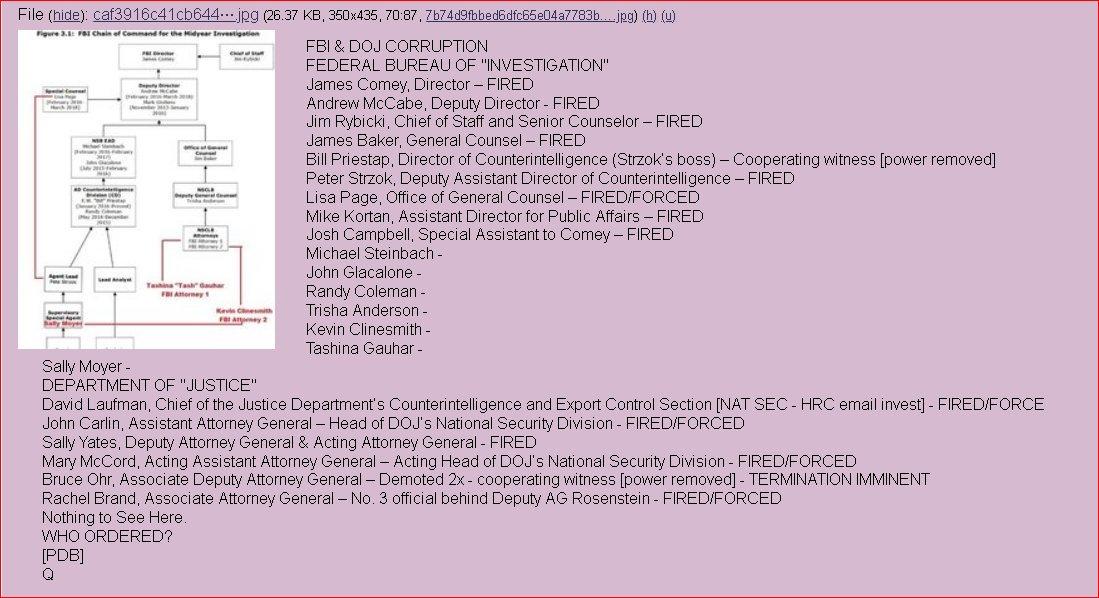 File (hide): caf3916c41cb644···.jpg (26.37 KB, 350x435, 70:87, 7b74d9fbbed6dfc65e04a7783b....jpg) (h) (u)
Figure 3.1: FBI Chain of Command for the Midyear Investigation
FBI Director
James Comey
Chief of Staff
Jim Rybicki
Deputy Director
Andrew McCabe
(February 2016-March 2018)
Mark Giuliano
(November 2013-January
2016)
Special Counsel
Lisa Page
(February 2016-
March 2018)
NSB EAD
Michael Steinbach
(February 2016-February
2017)
John Giacalone
Office of General
Counsel
Jim Baker
AD Counterintelligence
Division (CD)
Randy Coleman
NSCLB
Deputy General Counsel
Trisha Anderson
NSCLB
Attorneys
FBI Attorney 1
FBI Attorney 2
Agent Lead
Lead Analyst
Tashina "Tash" Gauhar
FBI Attorney 1
Supervisory
Special Agent
Sally Moyer
Kevin Clinesmith
FBI Attorney 2
FBI & DOJ CORRUPTION
FEDERAL BUREAU OF "INVESTIGATION"
James Comey, Director – FIRED
Andrew McCabe, Deputy Director - FIRED
Jim Rybicki, Chief of Staff and Senior Counselor – FIRED
James Baker, General Counsel – FIRED
Bill Priestap, Director of Counterintelligence (Strzok's boss) – Cooperating witness [power removed]
Peter Strzok, Deputy Assistant Director of Counterintelligence – FIRED
Lisa Page, Office of General Counsel – FIRED/FORCED
Mike Kortan, Assistant Director for Public Affairs – FIRED
Josh Campbell, Special Assistant to Comey – FIRED
Michael Steinbach -
John Glacalone -
Randy Coleman -
Trisha Anderson -
Kevin Clinesmith -
Tashina Gauhar -
Sally Moyer -
DEPARTMENT OF "JUSTICE"
David Laufman, Chief of the Justice Department's Counterintelligence and Export Control Section [NAT SEC - HRC email invest] - FIRED/FORCE
John Carlin, Assistant Attorney General – Head of DOJ's National Security Division - FIRED/FORCED
Sally Yates, Deputy Attorney General & Acting Attorney General - FIRED
Mary McCord, Acting Assistant Attorney General – Acting Head of DOJ's National Security Division - FIRED/FORCED
Bruce Ohr, Associate Deputy Attorney General – Demoted 2x - cooperating witness [power removed] - TERMINATION IMMINENT
Rachel Brand, Associate Attorney General – No. 3 official behind Deputy AG Rosenstein - FIRED/FORCED
Nothing to See Here.
WHO ORDERED?
[PDB]
Q